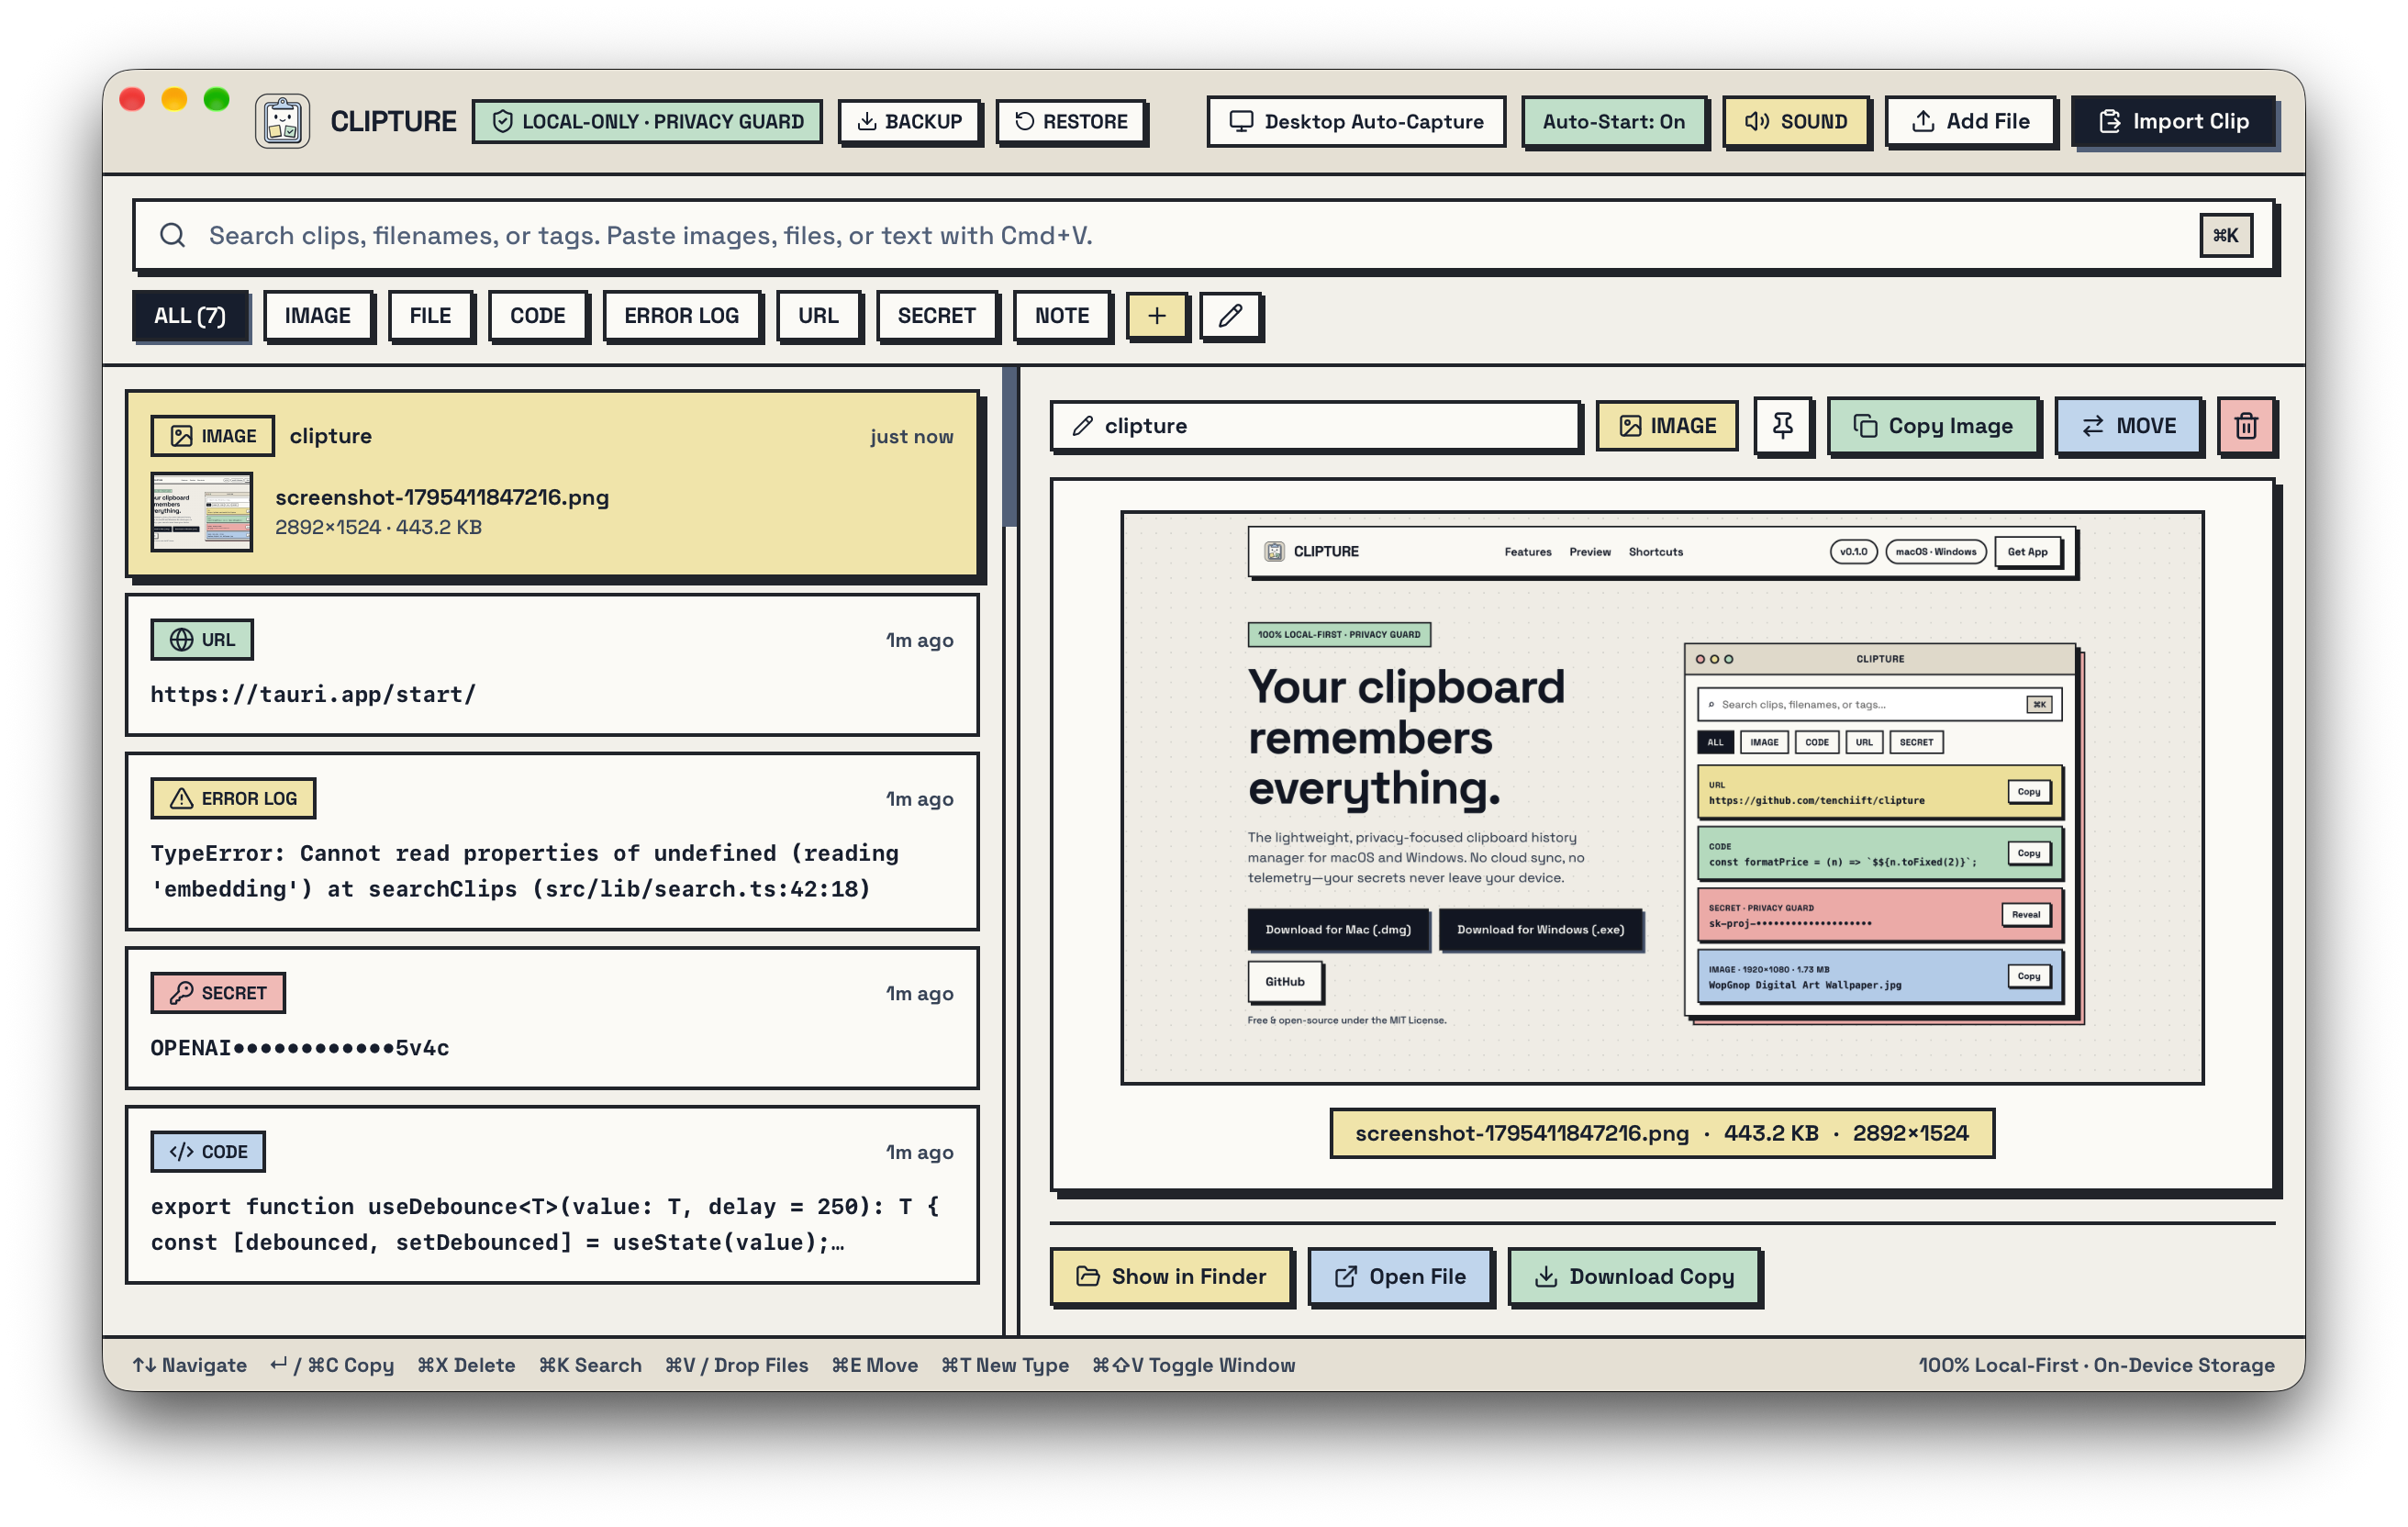 CLIPTURE
LOCAL-ONLY · PRIVACY GUARD
BACKUP
RESTORE
Desktop Auto-Capture
Auto-Start: On
SOUND
Add File
Import Clip
Search clips, filenames, or tags. Paste images, files, or text with Cmd+V.
⌘K
ALL (7)
IMAGE
FILE
CODE
ERROR LOG
URL
SECRET
NOTE
+
IMAGE
clipture
just now
screenshot-1795411847216.png
2892×1524 · 443.2 KB
URL
1m ago
https://tauri.app/start/
ERROR LOG
1m ago
TypeError: Cannot read properties of undefined (reading
'embedding') at searchClips (src/lib/search.ts:42:18)
SECRET
1m ago
OPENAI••••••••••••5v4c
CODE
1m ago
export function useDebounce<T>(value: T, delay = 250): T {
const [debounced, setDebounced] = useState(value);…
clipture
IMAGE
Copy Image
MOVE
CLIPTURE
Features
Preview
Shortcuts
v0.1.0
macOS · Windows
Get App
100% LOCAL-FIRST · PRIVACY GUARD
Your clipboard
remembers
everything.
The lightweight, privacy-focused clipboard history
manager for macOS and Windows. No cloud sync, no
telemetry—your secrets never leave your device.
Download for Mac (.dmg)
Download for Windows (.exe)
GitHub
Free & open-source under the MIT License.
CLIPTURE
Search clips, filenames, or tags...
⌘K
ALL
IMAGE
CODE
URL
SECRET
URL
https://github.com/tenchiift/clipture
Copy
CODE
const formatPrice = (n) => `$${n.toFixed(2)}`;
Copy
SECRET · PRIVACY GUARD
sk-proj-•••••••••••••••••••
Reveal
IMAGE · 1920×1080 · 1.73 MB
WopGnop Digital Art Wallpaper.jpg
Copy
screenshot-1795411847216.png · 443.2 KB · 2892×1524
Show in Finder
Open File
Download Copy
↑↓ Navigate
↵ / ⌘C Copy
⌘X Delete
⌘K Search
⌘V / Drop Files
⌘E Move
⌘T New Type
⌘⇧V Toggle Window
100% Local-First · On-Device Storage